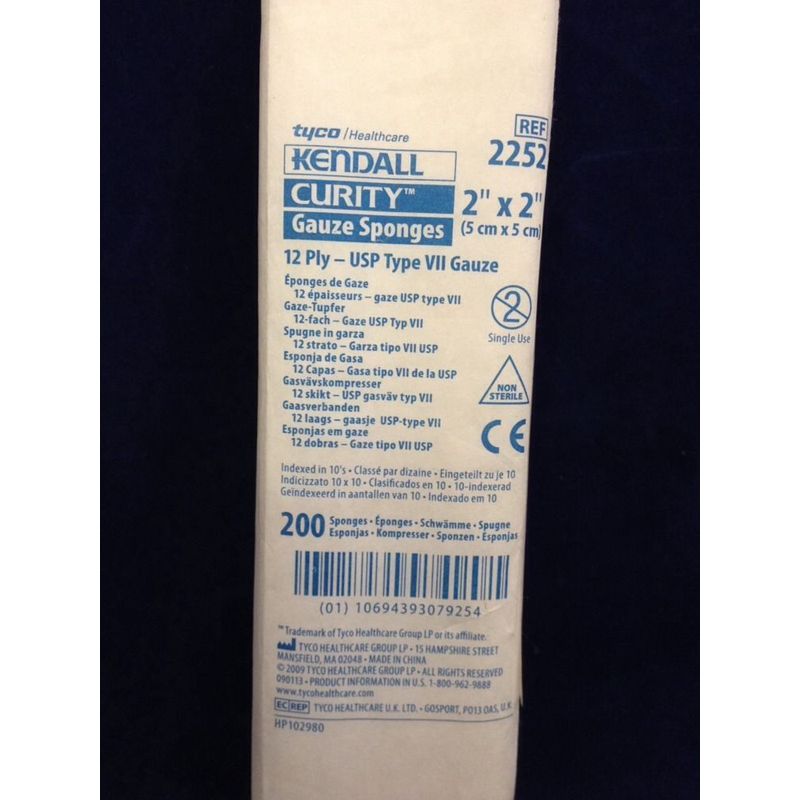 tyco / Healthcare
REF
2252
KENDALL
CURITY™
Gauze Sponges
2" x 2"
(5 cm x 5 cm)
12 Ply – USP Type VII Gauze
Éponges de Gaze
12 épaisseurs – gaze USP type VII
Gaze-Tupfer
12-fach – Gaze USP Typ VII
Spugne in garza
12 strato – Garza tipo VII USP
Esponja de Gasa
12 Capas – Gasa tipo VII de la USP
Gasvävskompresser
12 skikt – USP gasväv typ VII
Gaasverbanden
12 laags – gaasje USP-type VII
Esponjas em gaze
12 dobras – Gaze tipo VII USP
2
Single Use
NON
STERILE
CE
Indexed in 10's • Classé par dizaine • Eingeteilt zu je 10
Indicizzato 10 x 10 • Clasificados en 10 • 10-indexerad
Geïndexeerd in aantallen van 10 • Indexado em 10
200 Sponges • Éponges • Schwämme • Spugne
Esponjas • Kompresser • Sponzen • Esponjas
(01) 10694393079254
™ Trademark of Tyco Healthcare Group LP or its affiliate.
TYCO HEALTHCARE GROUP LP • 15 HAMPSHIRE STREET
MANSFIELD, MA 02048 • MADE IN CHINA
© 2009 TYCO HEALTHCARE GROUP LP • ALL RIGHTS RESERVED
090113 • PRODUCT INFORMATION IN U.S. 1-800-962-9888
www.tycohealthcare.com
EC REP TYCO HEALTHCARE U.K. LTD. • GOSPORT, PO13 OAS, U.K.
HP102980